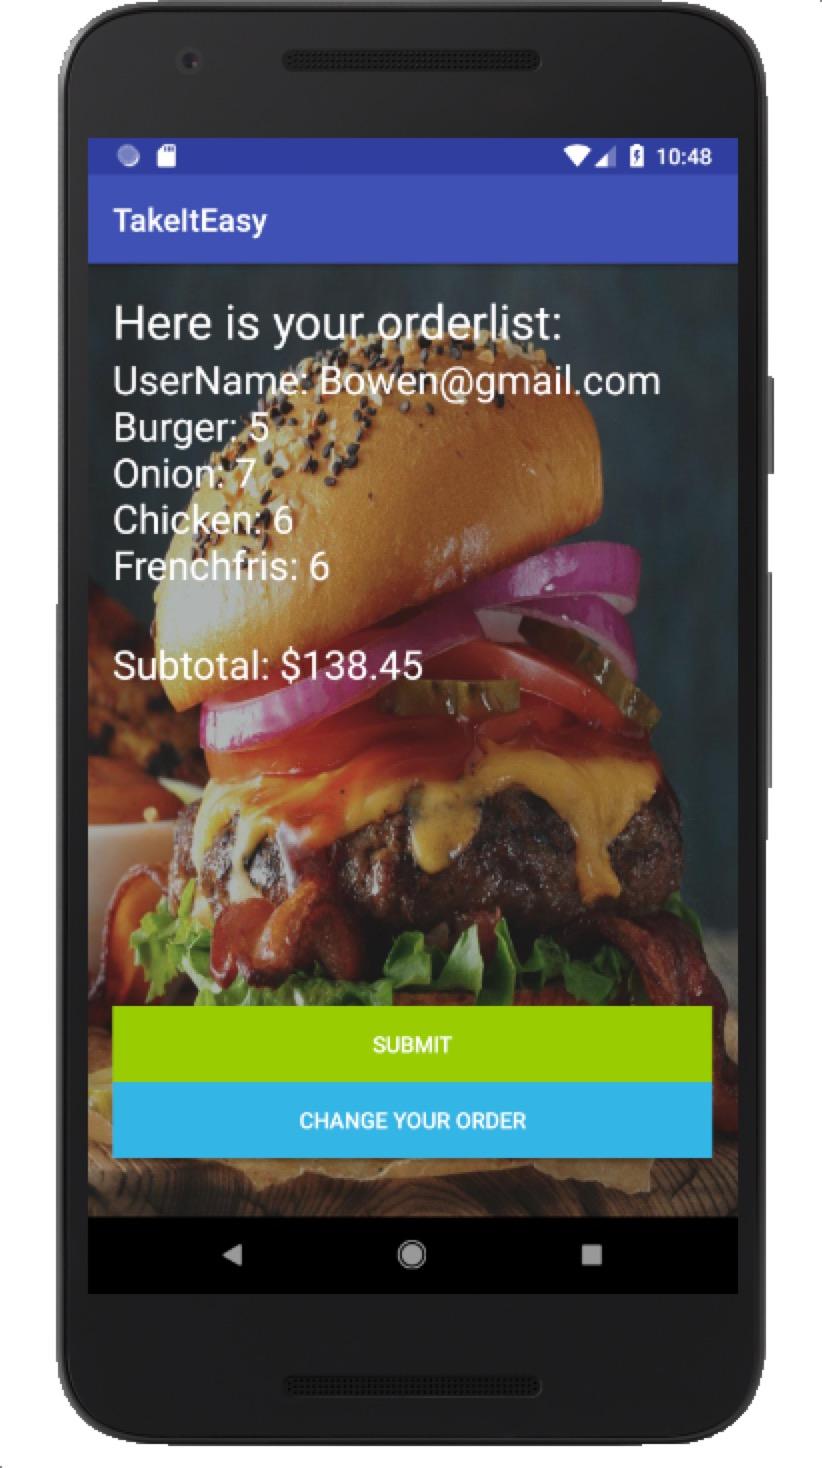 10:48
TakeItEasy
Here is your orderlist:
UserName: Bowen@gmail.com
Burger: 5
Onion: 7
Chicken: 6
Frenchfris: 6
Subtotal: $138.45
SUBMIT
CHANGE YOUR ORDER